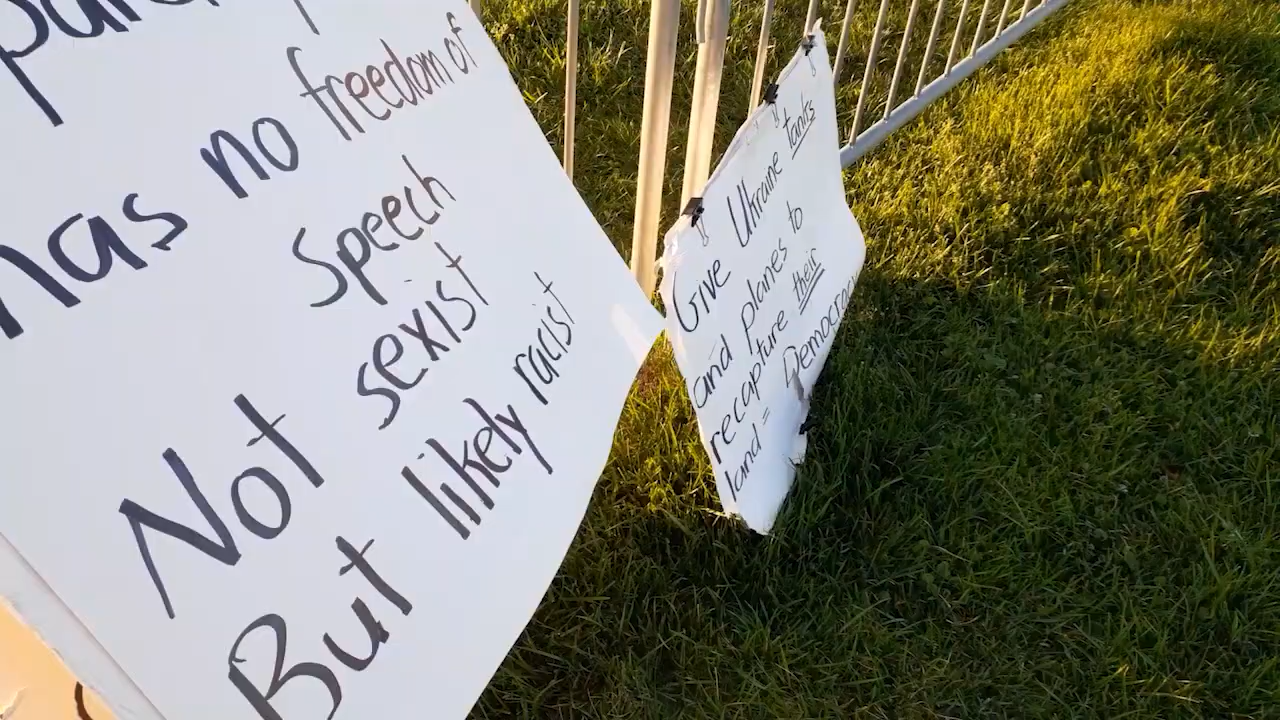 has no freedom of
Speech
Not sexist
But likely racist
Give Ukraine tanks
and planes to
recapture their
land = Democracy